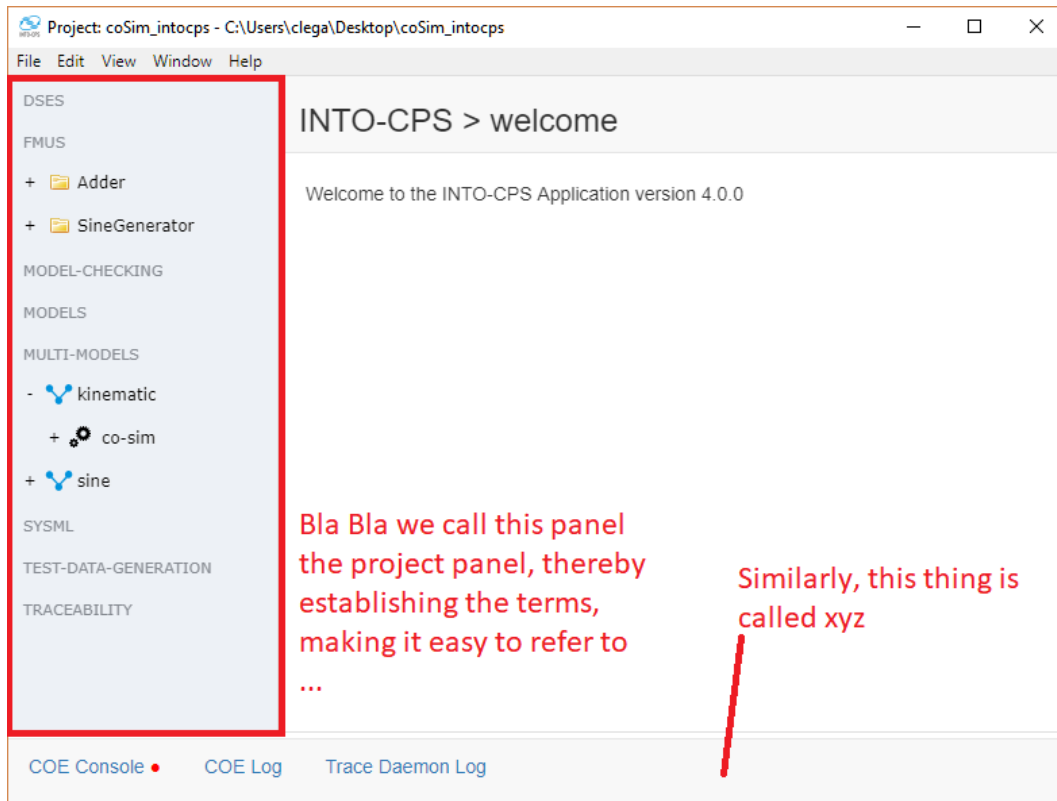 Project: coSim_intocps - C:\Users\clega\Desktop\coSim_intocps
File Edit View Window Help
DSES
FMUS
+ Adder
+ SineGenerator
MODEL-CHECKING
MODELS
MULTI-MODELS
- kinematic
+ co-sim
+ sine
SYSML
TEST-DATA-GENERATION
TRACEABILITY
INTO-CPS > welcome
Welcome to the INTO-CPS Application version 4.0.0
Bla Bla we call this panel
the project panel, thereby
establishing the terms,
making it easy to refer to
...
Similarly, this thing is
called xyz
COE Console COE Log Trace Daemon Log